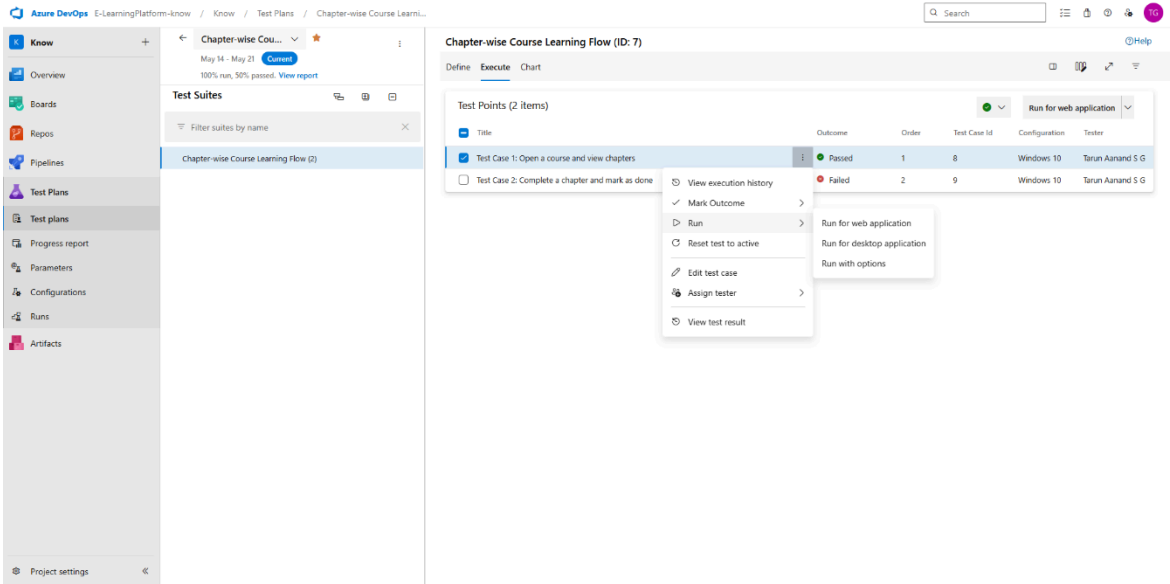 Azure DevOps E-LearningPlatform-know / Know / Test Plans / Chapter-wise Course Learni...
Search
TG
K Know +
Overview
Boards
Repos
Pipelines
Test Plans
Test plans
Progress report
Parameters
Configurations
Runs
Artifacts
Project settings
Chapter-wise Cou...
May 14 - May 21 Current
100% run, 50% passed. View report
Test Suites
Filter suites by name
Chapter-wise Course Learning Flow (2)
Chapter-wise Course Learning Flow (ID: 7)
Help
Define Execute Chart
Test Points (2 items)
Run for web application
Title Outcome Order Test Case Id Configuration Tester
Test Case 1: Open a course and view chapters Passed 1 8 Windows 10 Tarun Aanand S G
Test Case 2: Complete a chapter and mark as done Failed 2 9 Windows 10 Tarun Aanand S G
View execution history
Mark Outcome
Run
Reset test to active
Edit test case
Assign tester
View test result
Run for web application
Run for desktop application
Run with options